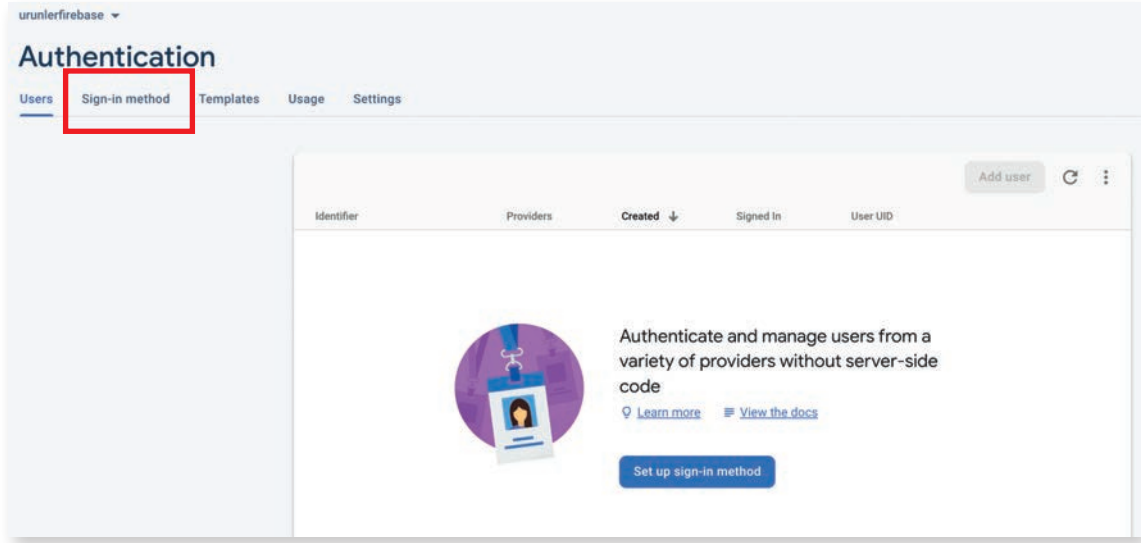 urunlerfirebase
Authentication
Users Sign-in method Templates Usage Settings
Add user
Identifier Providers Created Signed In User UID
Authenticate and manage users from a
variety of providers without server-side
code
Learn more View the docs
Set up sign-in method